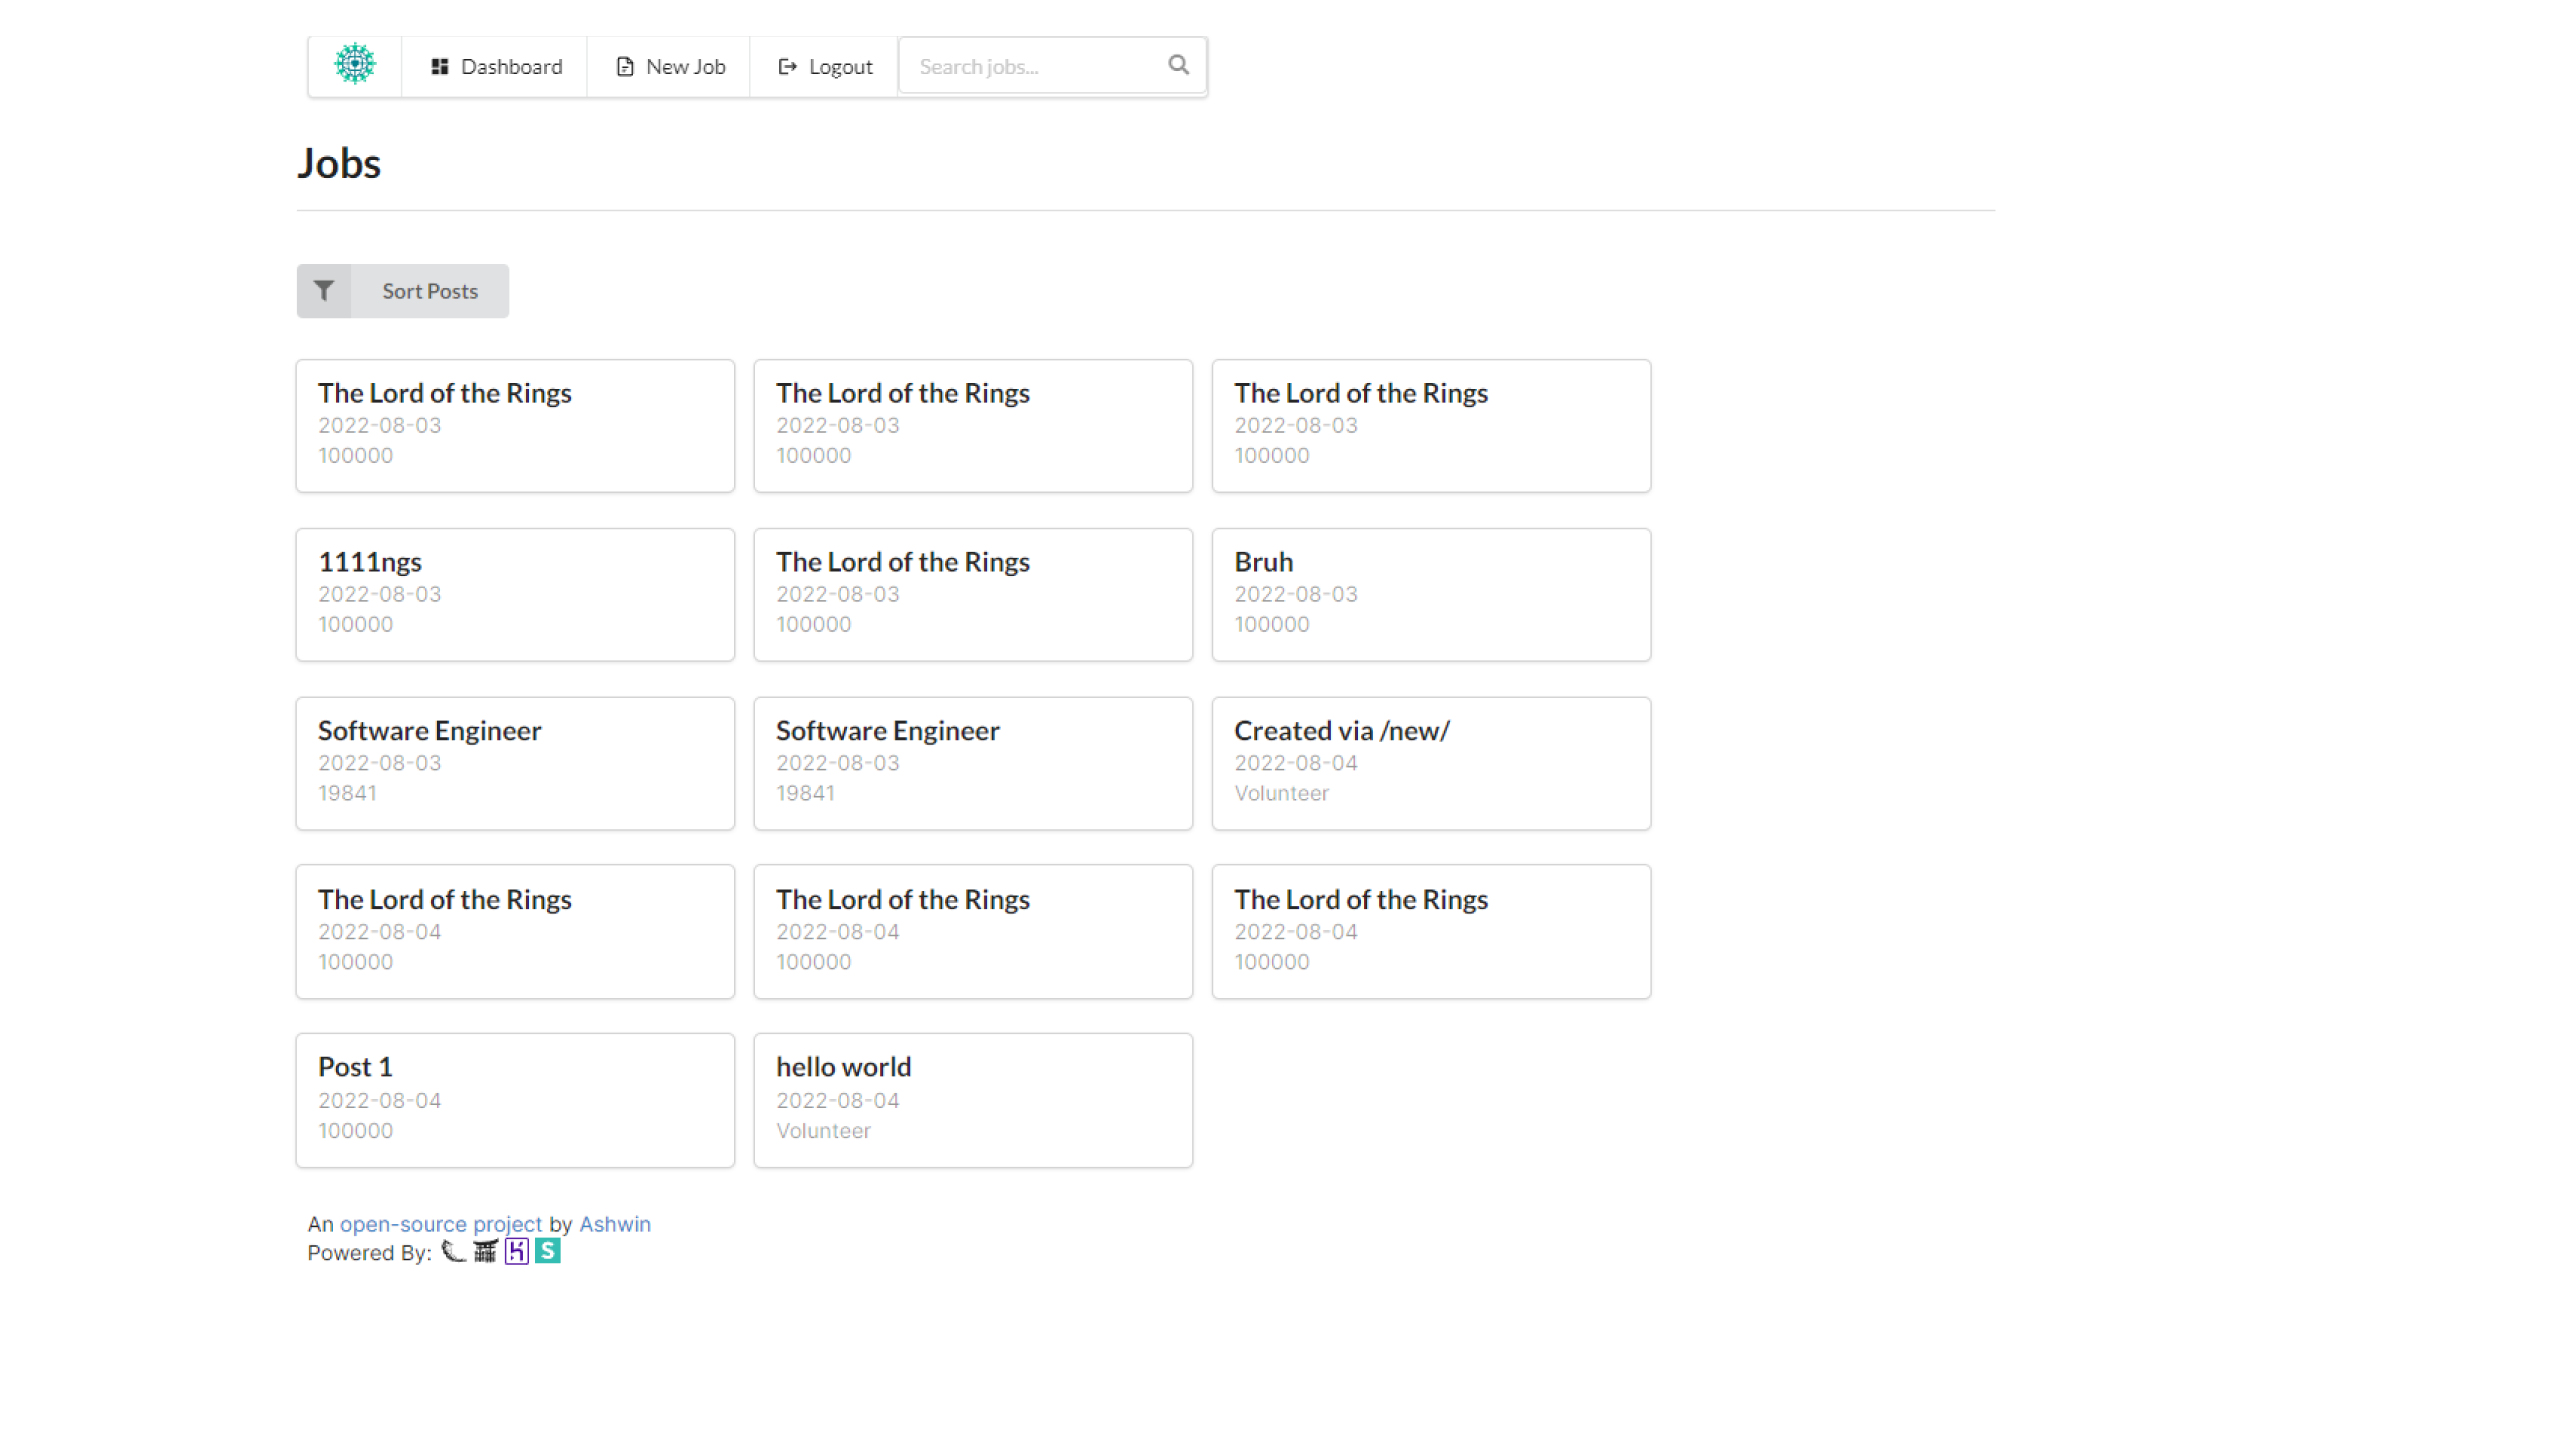 Dashboard New Job Logout Search jobs...
Jobs
Sort Posts
The Lord of the Rings
2022-08-03
100000
The Lord of the Rings
2022-08-03
100000
The Lord of the Rings
2022-08-03
100000
1111ngs
2022-08-03
100000
The Lord of the Rings
2022-08-03
100000
Bruh
2022-08-03
100000
Software Engineer
2022-08-03
19841
Software Engineer
2022-08-03
19841
Created via /new/
2022-08-04
Volunteer
The Lord of the Rings
2022-08-04
100000
The Lord of the Rings
2022-08-04
100000
The Lord of the Rings
2022-08-04
100000
Post 1
2022-08-04
100000
hello world
2022-08-04
Volunteer
An open-source project by Ashwin
Powered By: S